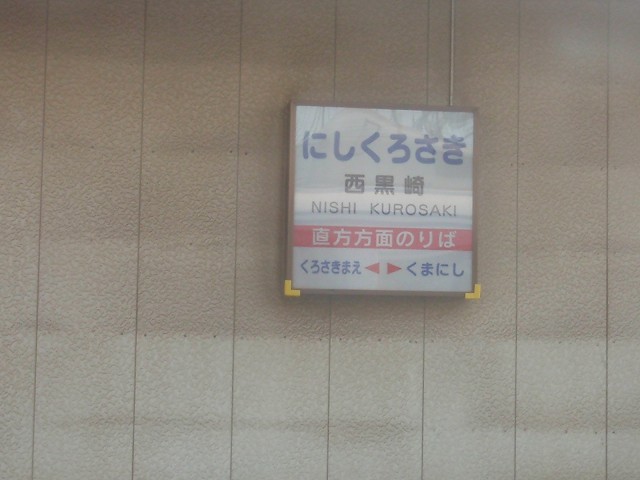 にしくろさき
西黒崎
NISHI KUROSAKI
直方方面のりば
くろさきまえ ◀ ▶ くまにし